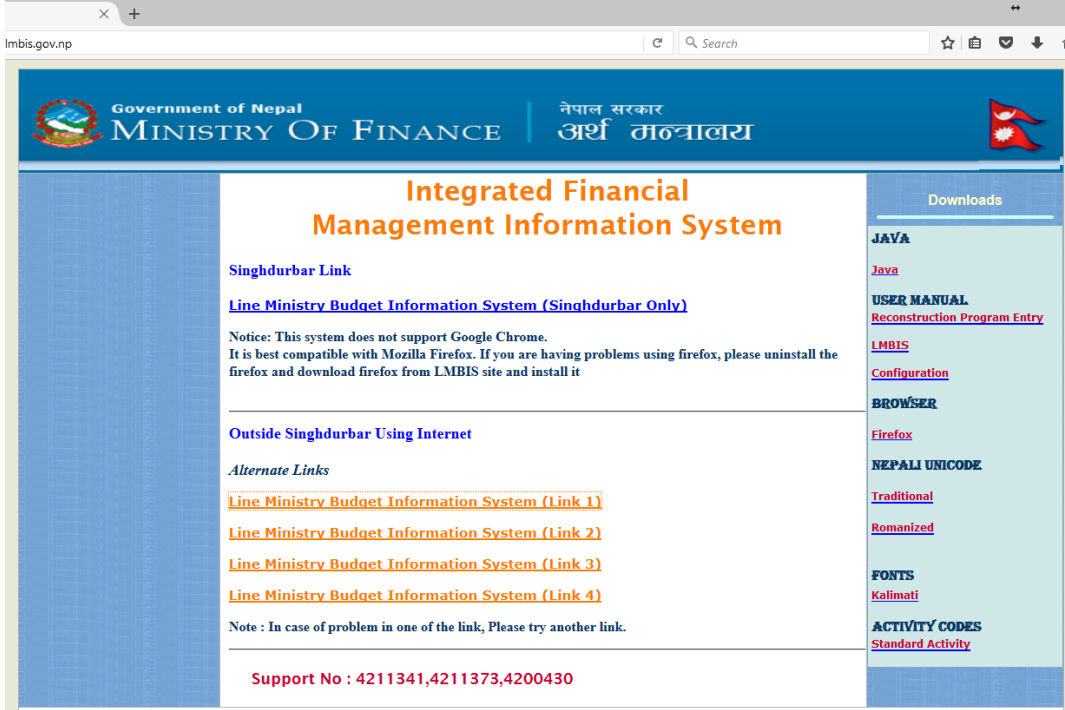 lmbis.gov.np
Search
Government of Nepal
MINISTRY OF FINANCE
नेपाल सरकार
अर्थ मन्त्रालय
Integrated Financial
Management Information System
Singhdurbar Link
Line Ministry Budget Information System (Singhdurbar Only)
Notice: This system does not support Google Chrome.
It is best compatible with Mozilla Firefox. If you are having problems using firefox, please uninstall the
firefox and download firefox from LMBIS site and install it
Outside Singhdurbar Using Internet
Alternate Links
Line Ministry Budget Information System (Link 1)
Line Ministry Budget Information System (Link 2)
Line Ministry Budget Information System (Link 3)
Line Ministry Budget Information System (Link 4)
Note : In case of problem in one of the link, Please try another link.
Support No : 4211341,4211373,4200430
Downloads
JAVA
Java
USER MANUAL
Reconstruction Program Entry
LMBIS
Configuration
BROWSER
Firefox
NEPALI UNICODE
Traditional
Romanized
FONTS
Kalimati
ACTIVITY CODES
Standard Activity